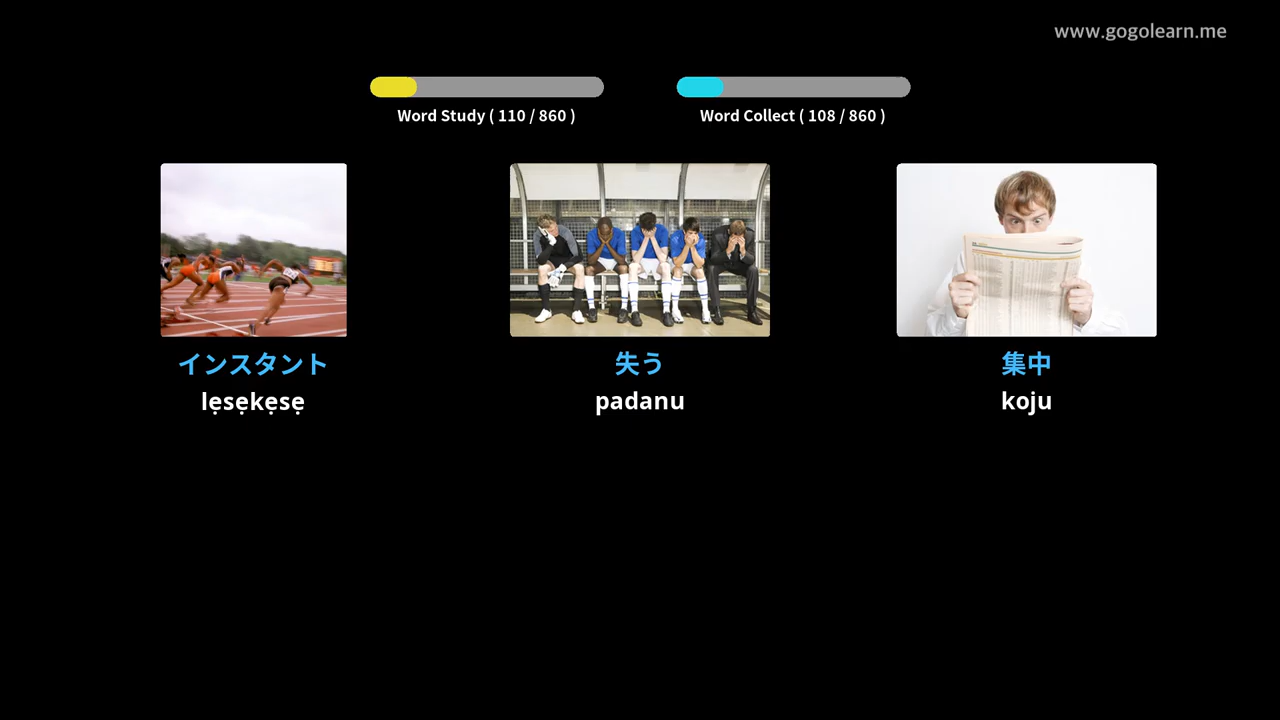 www.gogolearn.me
Word Study ( 110 / 860 )
Word Collect ( 108 / 860 )
インスタント
lẹsẹkẹsẹ
失う
padanu
集中
koju